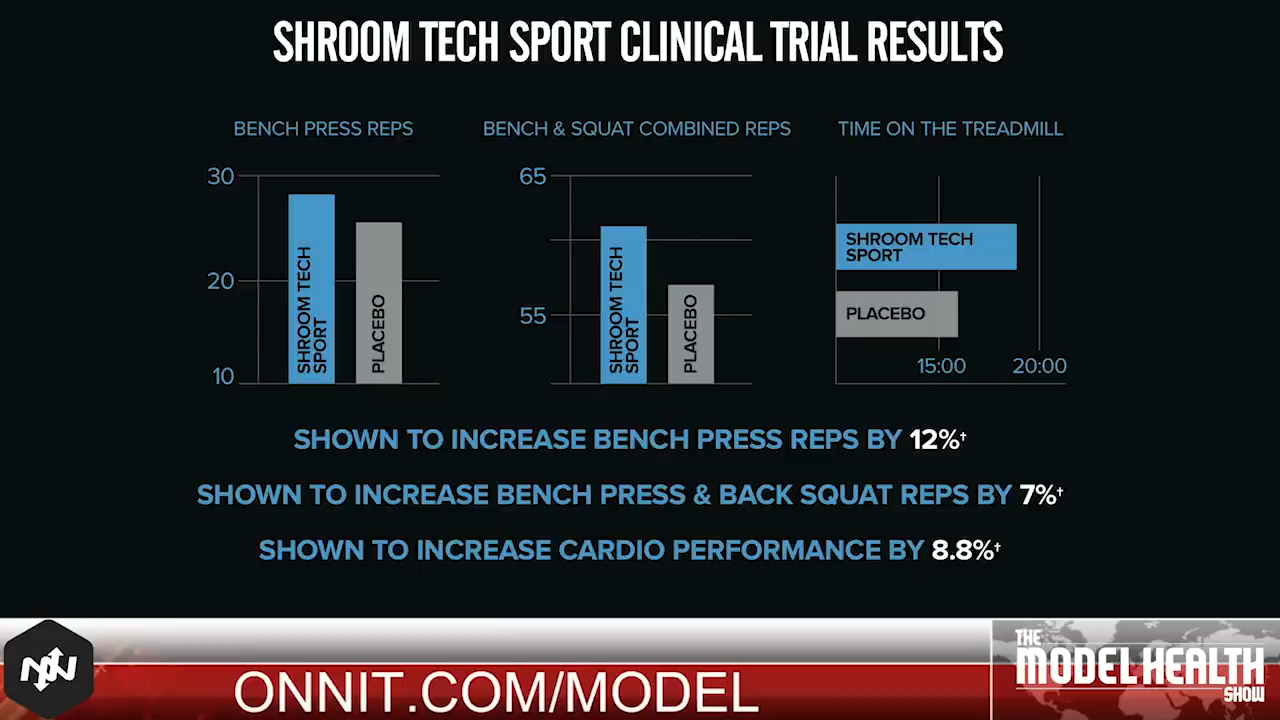 SHROOM TECH SPORT CLINICAL TRIAL RESULTS
BENCH PRESS REPS
30
20
10
SHROOM TECH
SPORT
PLACEBO
BENCH & SQUAT COMBINED REPS
65
55
SHROOM TECH
SPORT
PLACEBO
TIME ON THE TREADMILL
SHROOM TECH
SPORT
PLACEBO
15:00 20:00
SHOWN TO INCREASE BENCH PRESS REPS BY 12%†
SHOWN TO INCREASE BENCH PRESS & BACK SQUAT REPS BY 7%†
SHOWN TO INCREASE CARDIO PERFORMANCE BY 8.8%†
ONNIT.COM/MODEL
THE
MODEL HEALTH
SHOW